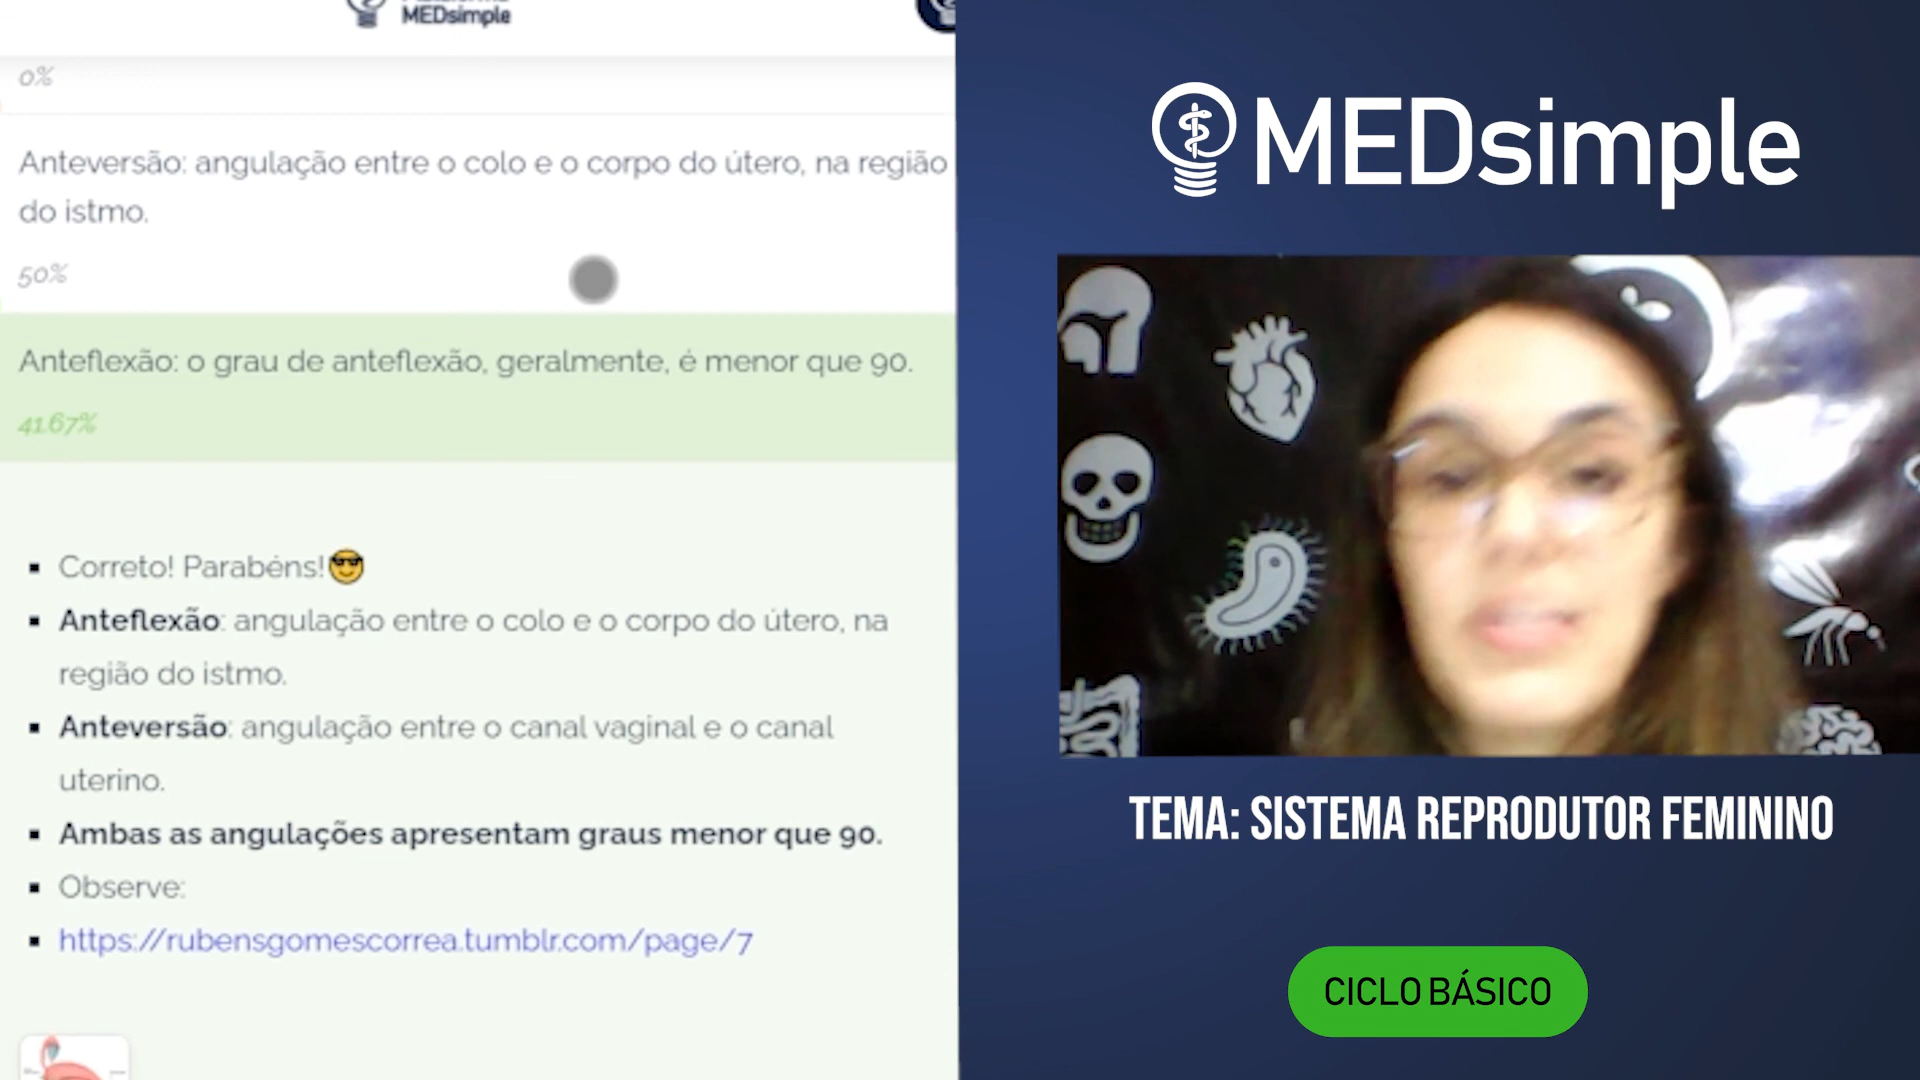 MEDsimple
0%
Anteversão: angulação entre o colo e o corpo do útero, na região
do istmo.
50%
Anteflexão: o grau de anteflexão, geralmente, é menor que 90.
41.67%
Correto! Parabéns!
Anteflexão: angulação entre o colo e o corpo do útero, na
região do istmo.
Anteversão: angulação entre o canal vaginal e o canal
uterino.
Ambas as angulações apresentam graus menor que 90.
Observe:
https://rubensgomescorrea.tumblr.com/page/7
MEDsimple
TEMA: SISTEMA REPRODUTOR FEMININO
CICLO BÁSICO